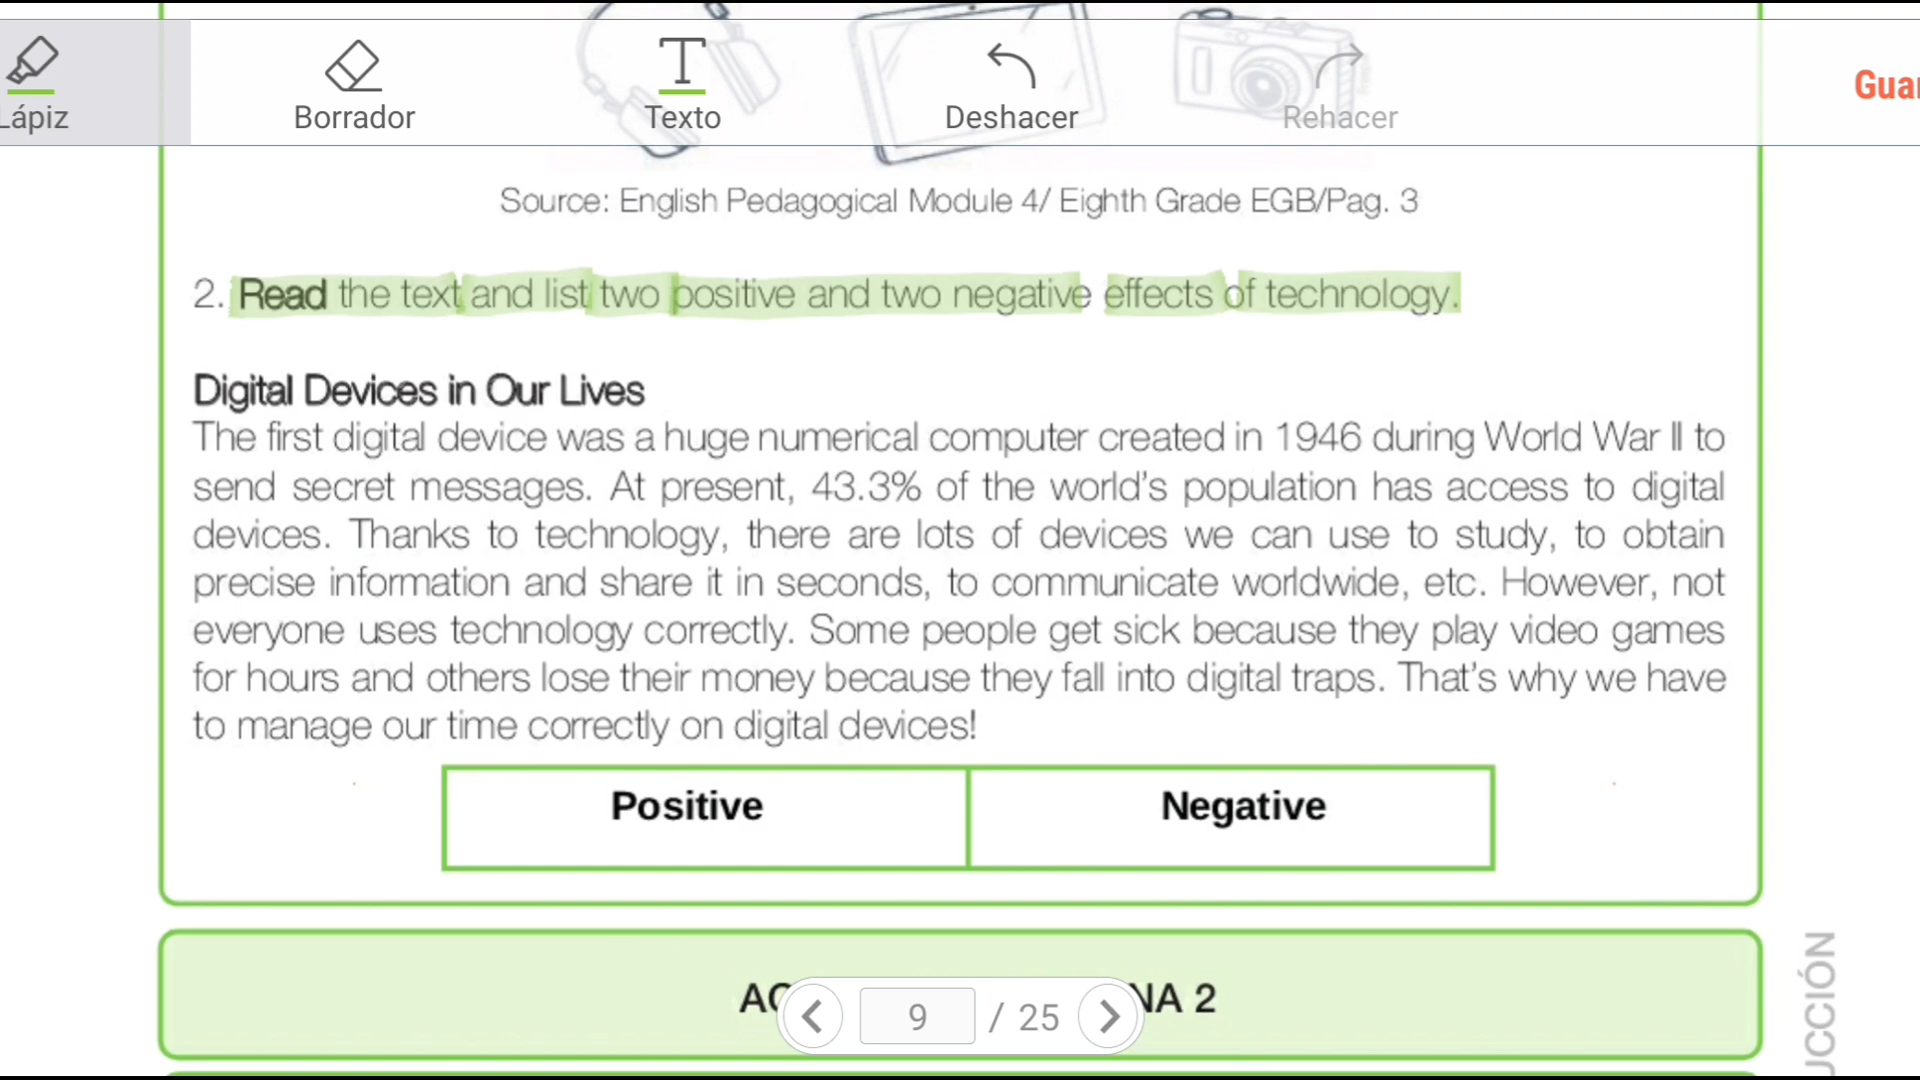 Lápiz
Borrador
Texto
Deshacer
Rehacer
Guar
Source: English Pedagogical Module 4/ Eighth Grade EGB/Pag. 3
2. Read the text and list two positive and two negative effects of technology.
Digital Devices in Our Lives
The first digital device was a huge numerical computer created in 1946 during World War II to
send secret messages. At present, 43.3% of the world's population has access to digital
devices. Thanks to technology, there are lots of devices we can use to study, to obtain
precise information and share it in seconds, to communicate worldwide, etc. However, not
everyone uses technology correctly. Some people get sick because they play video games
for hours and others lose their money because they fall into digital traps. That's why we have
to manage our time correctly on digital devices!
Positive
Negative
NA 2
9 / 25
UCCIÓN